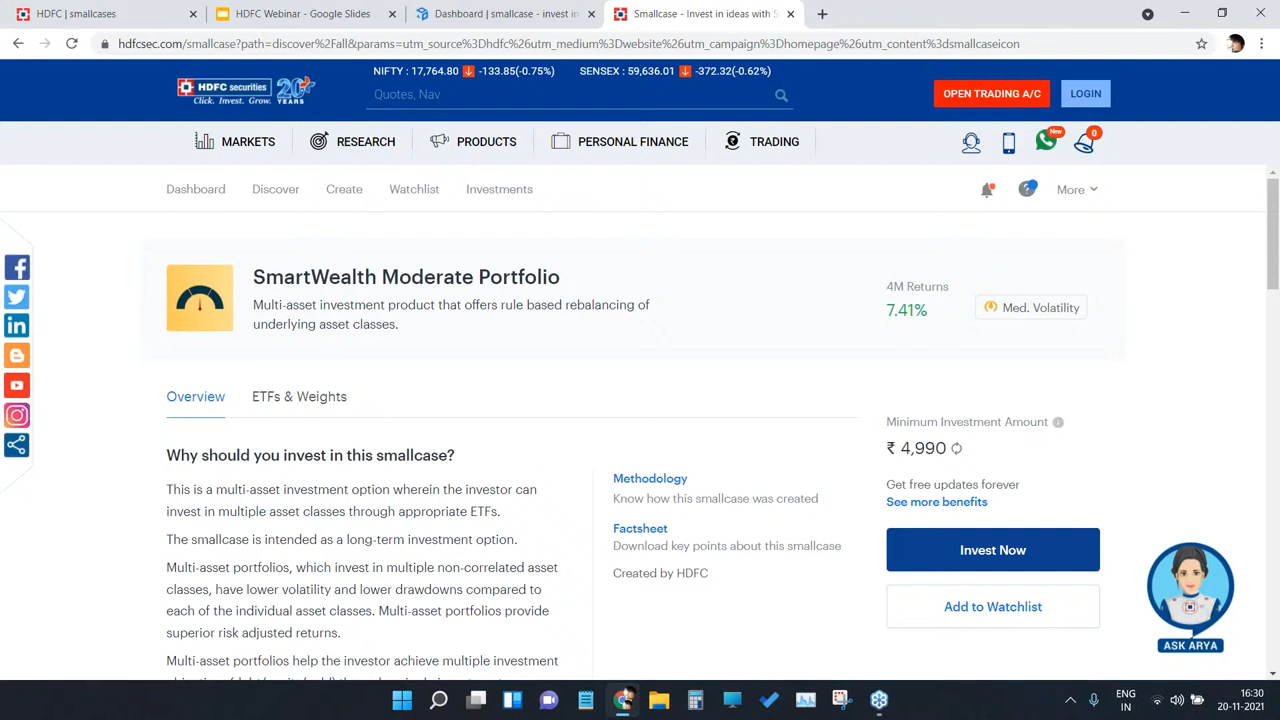 HDFC | smallcases
HDFC Webinar - Google Slides
Dashboard | smallcase - invest in
Smallcase - Invest in ideas with S
hdfcsec.com/smallcase?path=discover%2Fall&params=utm_source%3Dhdfc%26utm_medium%3Dwebsite%26utm_campaign%3Dhomepage%26utm_content%3dsmallcaseicon
HDFC securities
Click. Invest. Grow.
20 YEARS
NIFTY : 17,764.80 -133.85(-0.75%) SENSEX : 59,636.01 -372.32(-0.62%)
Quotes, Nav
OPEN TRADING A/C
LOGIN
MARKETS
RESEARCH
PRODUCTS
PERSONAL FINANCE
TRADING
New
0
Dashboard
Discover
Create
Watchlist
Investments
?
More
SmartWealth Moderate Portfolio
Multi-asset investment product that offers rule based rebalancing of
underlying asset classes.
4M Returns
7.41%
Med. Volatility
Overview
ETFs & Weights
Why should you invest in this smallcase?
This is a multi-asset investment option wherein the investor can
invest in multiple asset classes through appropriate ETFs.
The smallcase is intended as a long-term investment option.
Multi-asset portfolios, which invest in multiple non-correlated asset
classes, have lower volatility and lower drawdowns compared to
each of the individual asset classes. Multi-asset portfolios provide
superior risk adjusted returns.
Multi-asset portfolios help the investor achieve multiple investment
Methodology
Know how this smallcase was created
Factsheet
Download key points about this smallcase
Created by HDFC
Minimum Investment Amount
₹ 4,990
Get free updates forever
See more benefits
Invest Now
Add to Watchlist
ASK ARYA
ENG
IN
16:30
20-11-2021